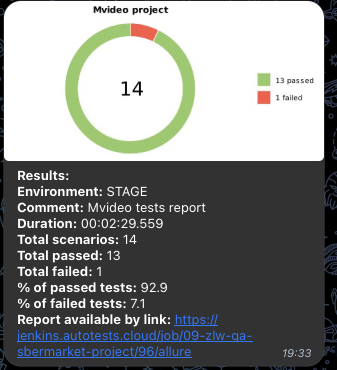 Mvideo project
14
13 passed
1 failed
Results:
Environment: STAGE
Comment: Mvideo tests report
Duration: 00:02:29.559
Total scenarios: 14
Total passed: 13
Total failed: 1
% of passed tests: 92.9
% of failed tests: 7.1
Report available by link: https://
jenkins.autotests.cloud/job/09-zlw-qa-
sbermarket-project/96/allure
19:33